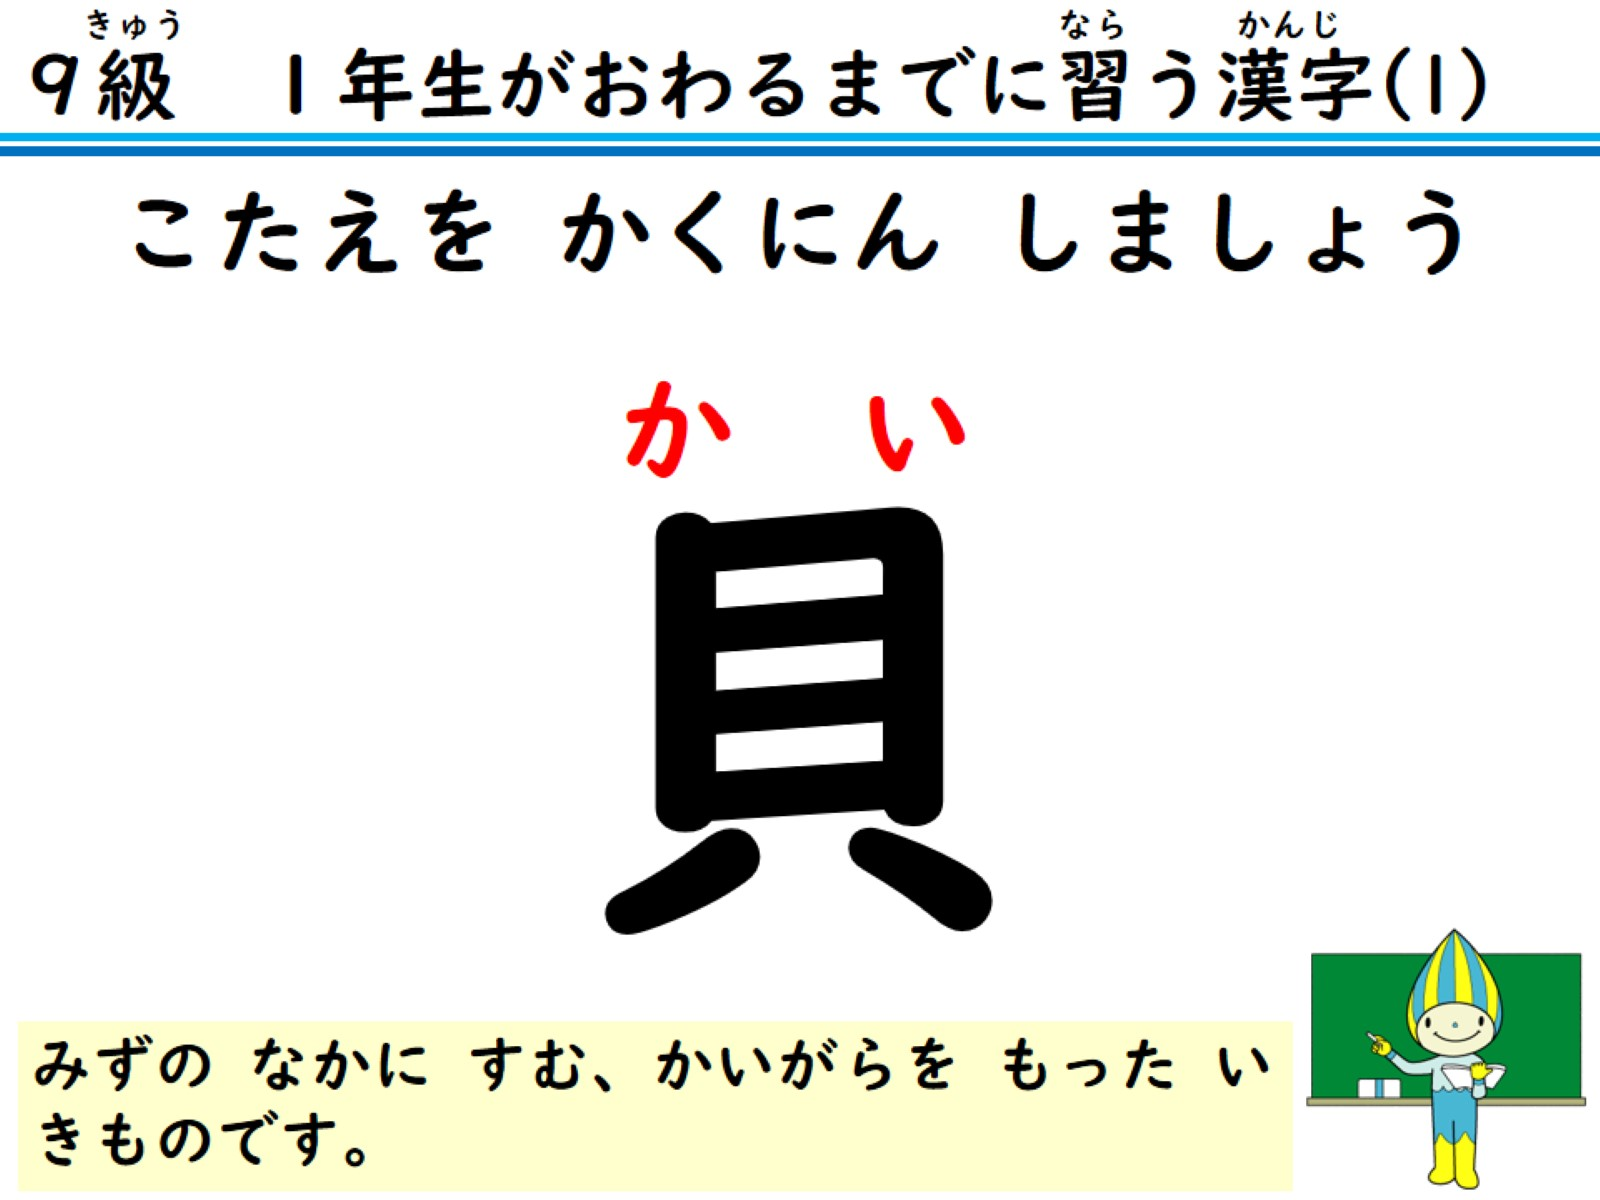 きゅう なら かんじ
9級 1年生がおわるまでに習う漢字(1)
こたえを かくにん しましょう
か い
貝
みずの なかに すむ、かいがらを もった い
きものです。